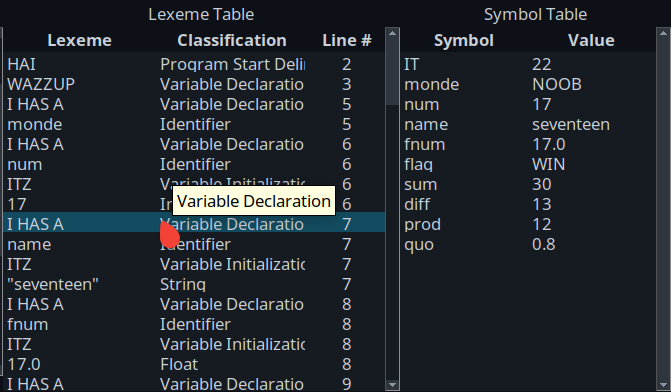 Lexeme Table
Lexeme Classification Line #
HAI Program Start Deli
2
WAZZUP Variable Declaratio 3
I HAS A Variable Declaratio 5
monde Identifier 5
I HAS A Variable Declaratio 6
num Identifier 6
ITZ Variable Initializatio 6
17 6
Variable Declaration
I HAS A Variable Declaratio 7
name Identifier 7
ITZ Variable Initializatio 7
"seventeen" String 7
I HAS A Variable Declaratio 8
fnum Identifier 8
ITZ Variable Initializatio 8
17.0 Float 8
I HAS A Variable Declaratio 9
Symbol Table
Symbol Value
IT 22
monde NOOB
num 17
name seventeen
fnum 17.0
flag WIN
sum 30
diff 13
prod 12
quo 0.8